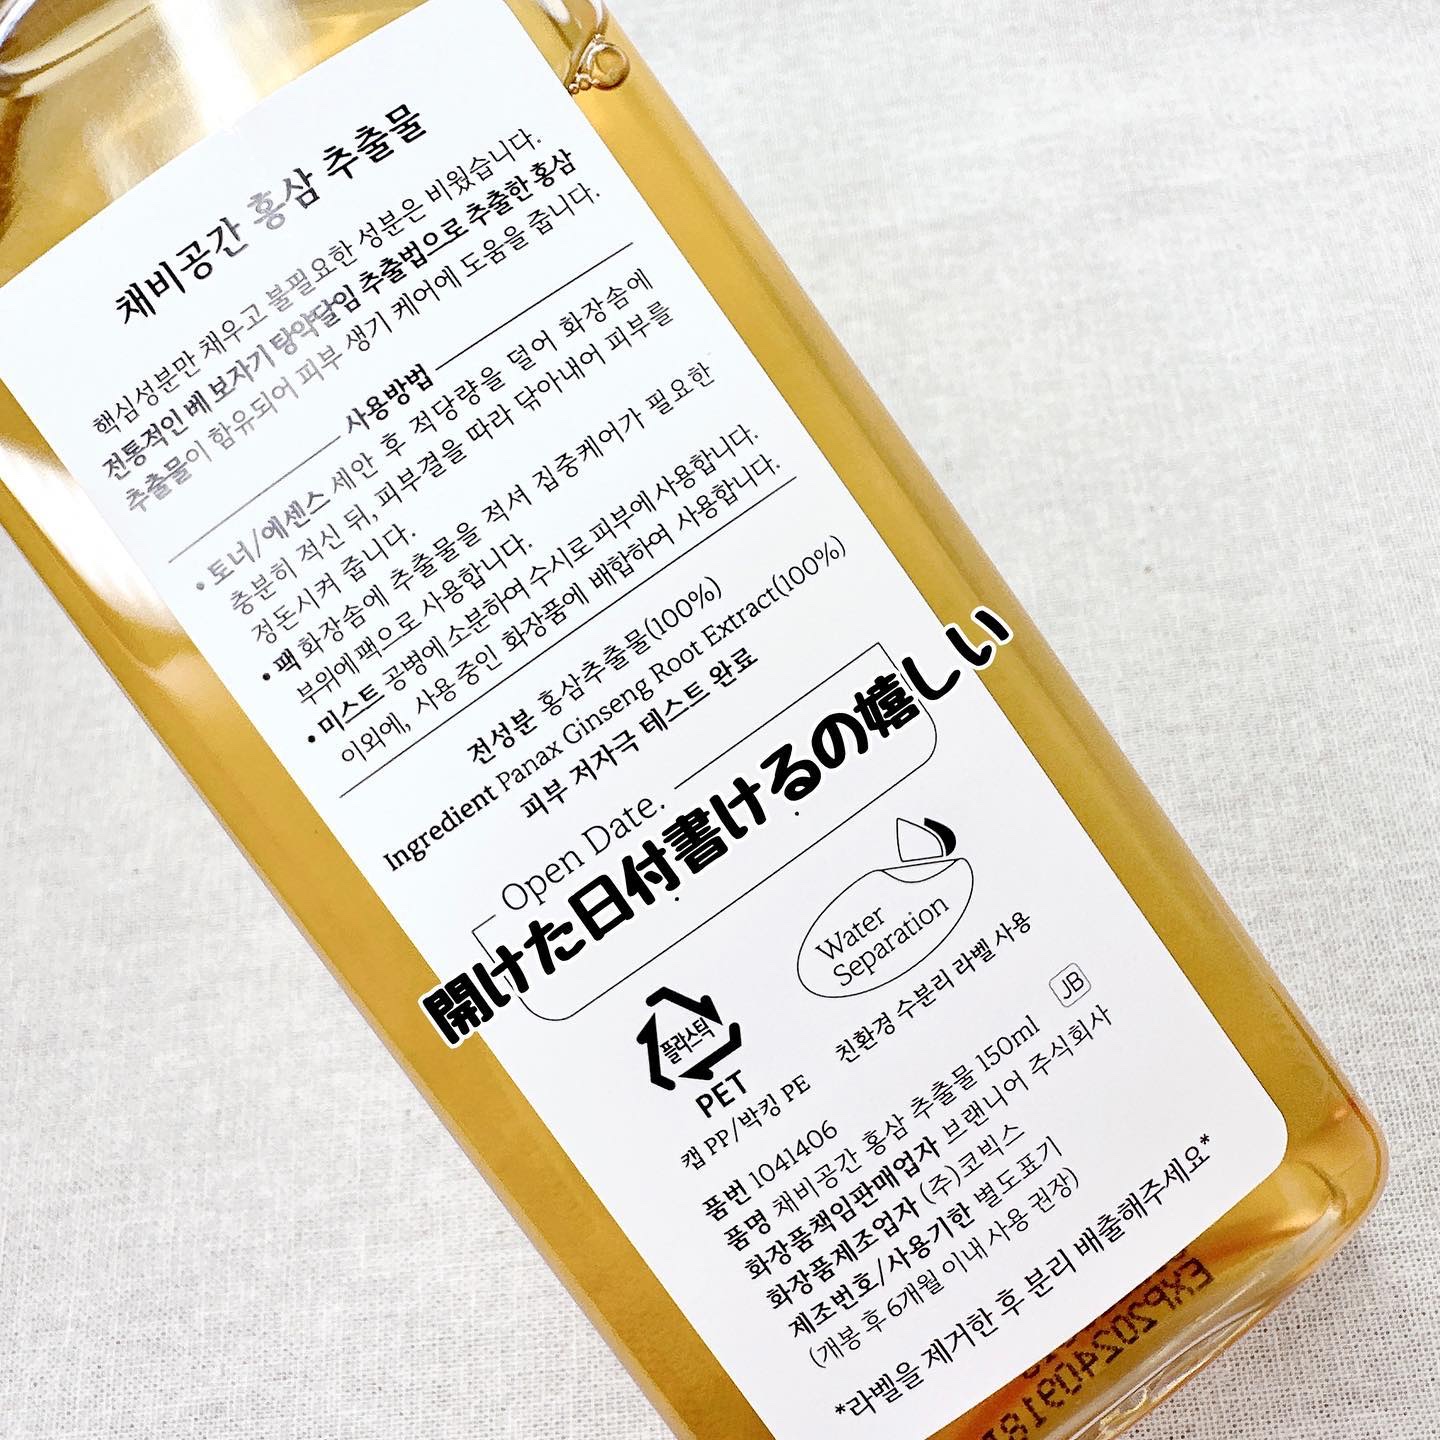 채비공간 홍삼 추출물
핵심성분만 채우고 불필요한 성분은 비웠습니다.
전통적인 베 보자기 탕약달임 추출법으로 추출한 홍삼
추출물이 함유되어 피부 생기 케어에 도움을 줍니다.
사용방법
• 토너/에센스 세안 후 적당량을 덜어 화장솜에
충분히 적신 뒤, 피부결을 따라 닦아내어 피부를
정돈시켜 줍니다.
• 팩 화장솜에 추출물을 적셔 집중케어가 필요한
부위에 팩으로 사용합니다.
• 미스트 공병에 소분하여 수시로 피부에 사용합니다.
이외에, 사용 중인 화장품에 배합하여 사용합니다.
전성분 홍삼추출물(100%)
Ingredient Panax Ginseng Root Extract(100%)
피부 저자극 테스트 완료
Open Date.
開けた日付書けるの嬉しい
Water
Separation
친환경 수분리 라벨 사용
플라스틱
PET
캡 PP/박킹 PE
JB
품번 1041406
품명 채비공간 홍삼 추출물 150ml
화장품책임판매업자 브랜니어 주식회사
화장품제조업자 (주)코빅스
제조번호/사용기한 별도표기
(개봉 후 6개월 이내 사용 권장)
*라벨을 제거한 후 분리 배출해주세요*
EXP20240918